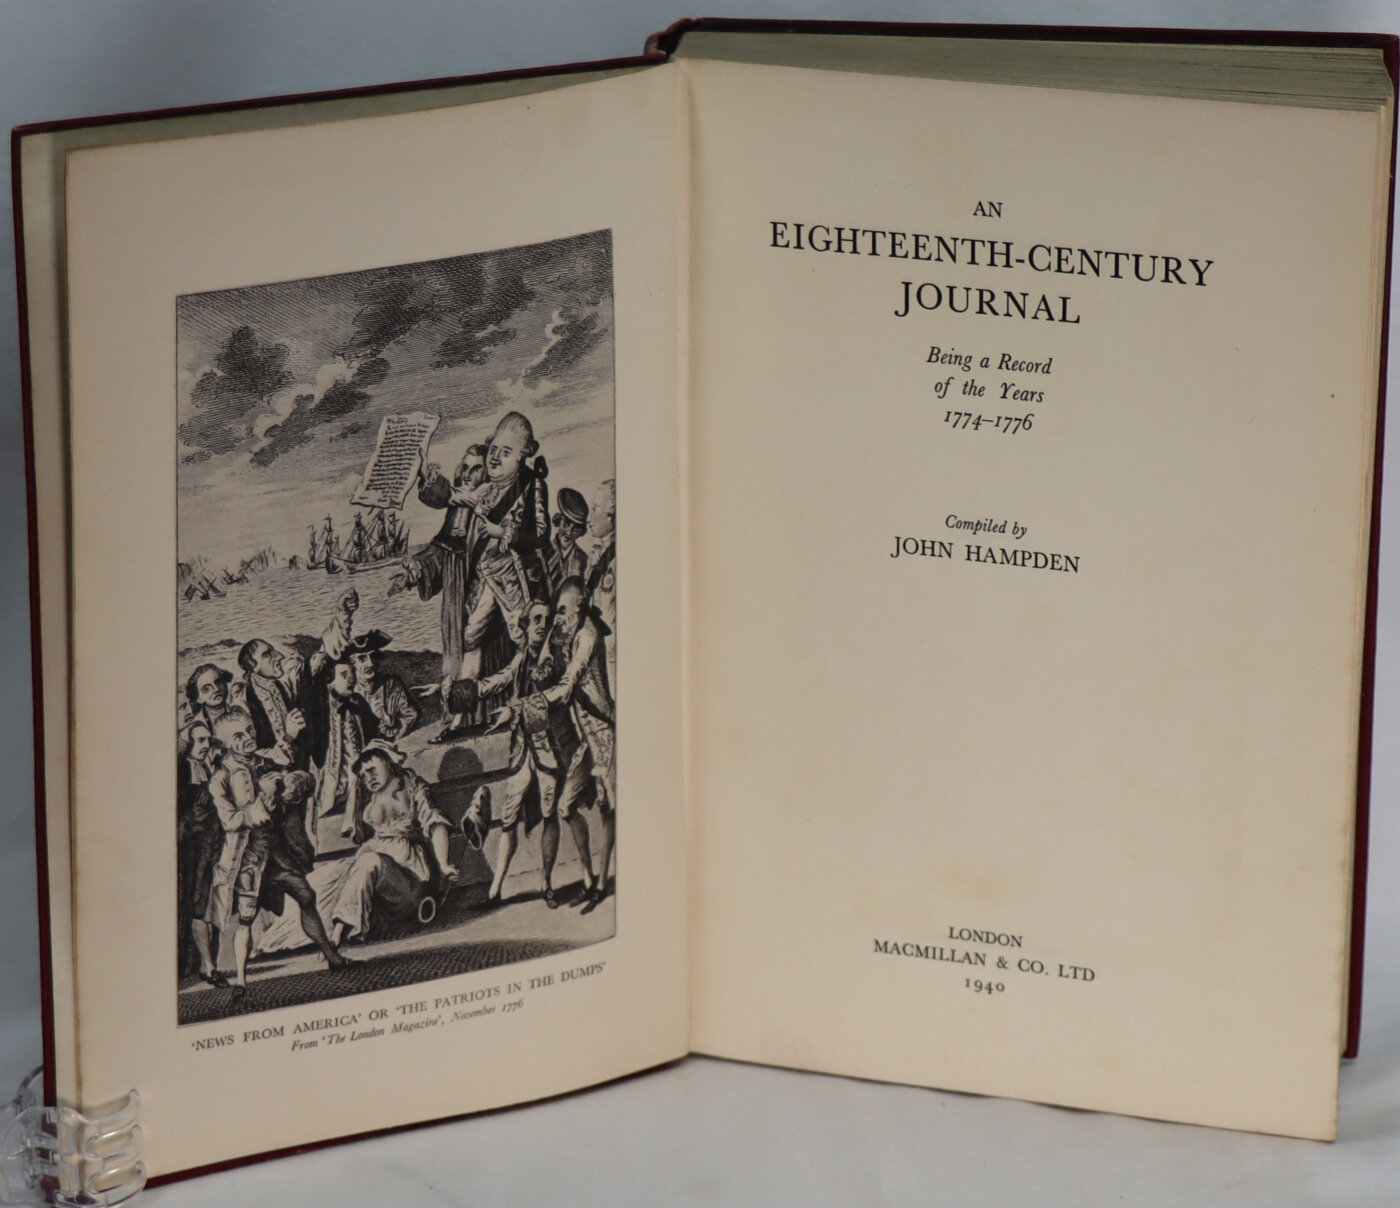 'NEWS FROM AMERICA' OR 'THE PATRIOTS IN THE DUMPS'
From 'The London Magazine', November 1776
AN
EIGHTEENTH-CENTURY
JOURNAL
Being a Record
of the Years
1774–1776
Compiled by
JOHN HAMPDEN
LONDON
MACMILLAN & CO. LTD
1940